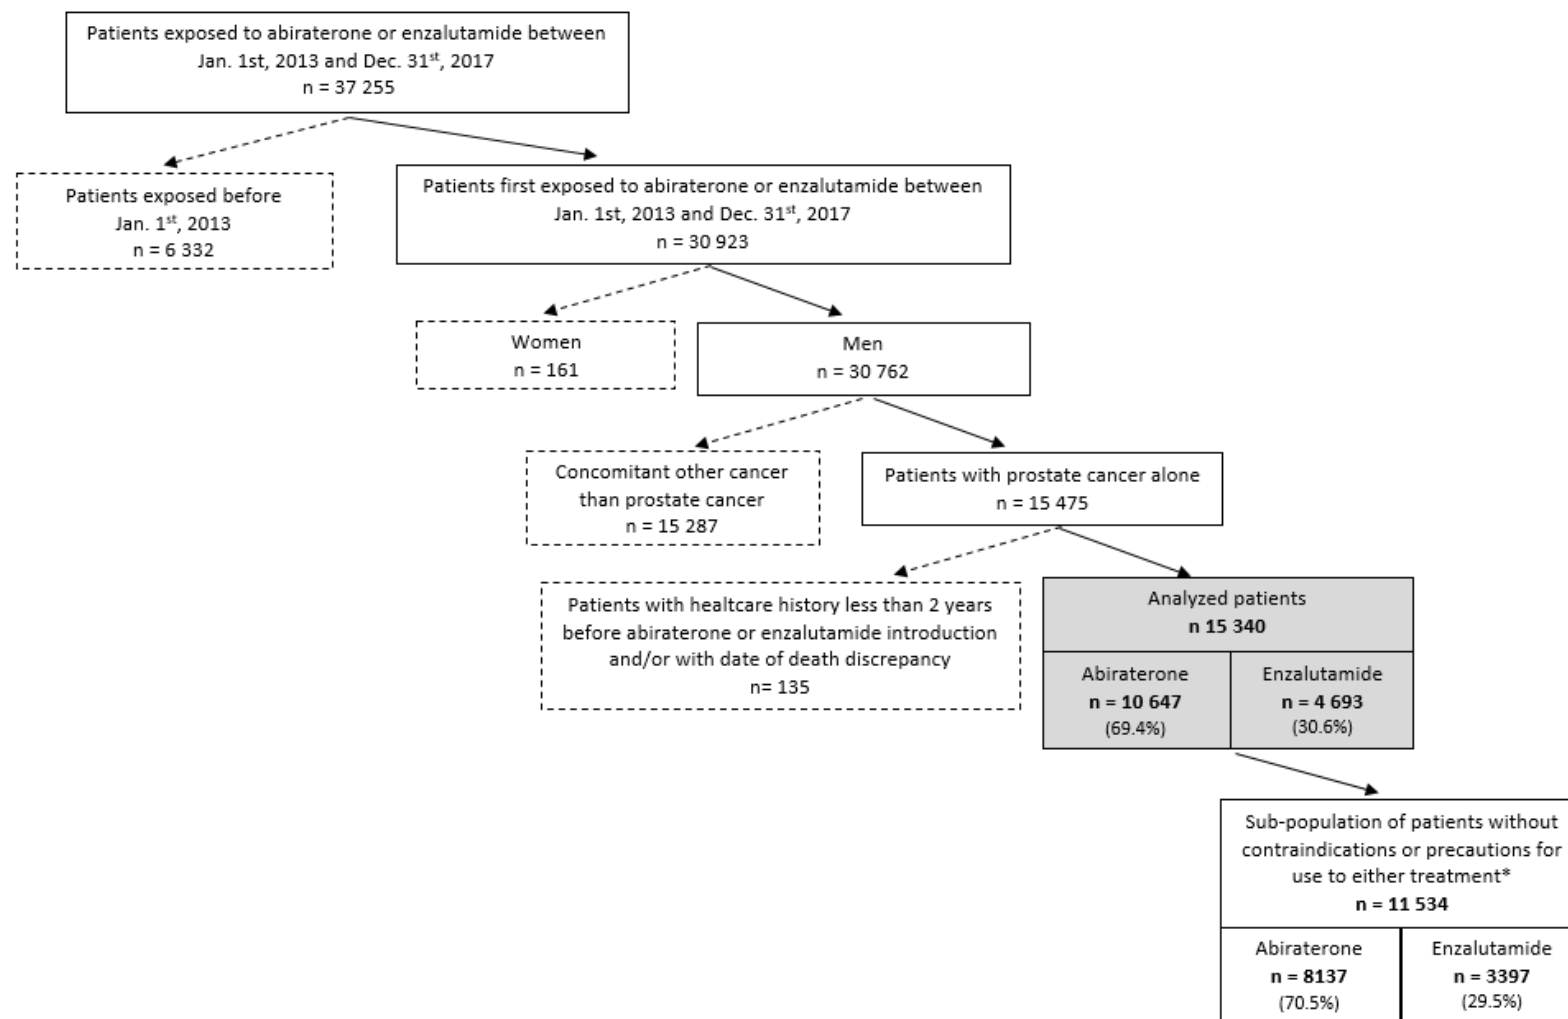 Patients exposed to abiraterone or enzalutamide between
Jan. 1st, 2013 and Dec. 31st, 2017
n = 37 255
Patients exposed before
Jan. 1st, 2013
n = 6 332
Patients first exposed to abiraterone or enzalutamide between
Jan. 1st, 2013 and Dec. 31st, 2017
n = 30 923
Women
n = 161
Men
n = 30 762
Concomitant other cancer
than prostate cancer
n = 15 287
Patients with prostate cancer alone
n = 15 475
Patients with healtcare history less than 2 years
before abiraterone or enzalutamide introduction
and/or with date of death discrepancy
n= 135
Analyzed patients
n 15 340
Abiraterone
n = 10 647
(69.4%)
Enzalutamide
n = 4 693
(30.6%)
Sub-population of patients without
contraindications or precautions for
use to either treatment*
n = 11 534
Abiraterone
n = 8137
(70.5%)
Enzalutamide
n = 3397
(29.5%)